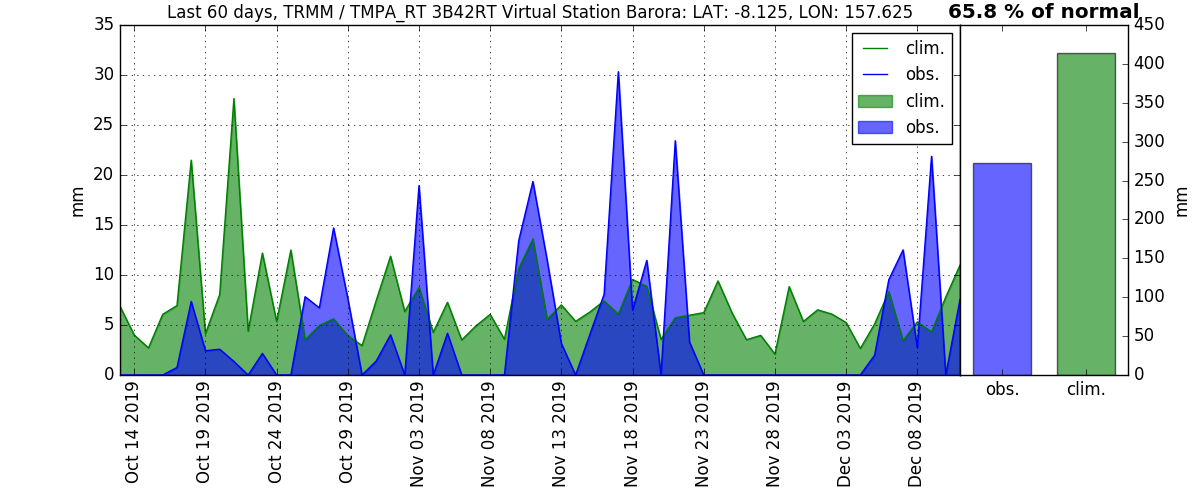 Last 60 days, TRMM / TMPA_RT 3B42RT Virtual Station Barora: LAT: -8.125, LON: 157.625
65.8 % of normal
35
30
25
20
15
10
5
0
mm
clim.
obs.
clim.
obs.
450
400
350
300
250
200
150
100
50
0
mm
obs.
clim.
Oct 14 2019
Oct 19 2019
Oct 24 2019
Oct 29 2019
Nov 03 2019
Nov 08 2019
Nov 13 2019
Nov 18 2019
Nov 23 2019
Nov 28 2019
Dec 03 2019
Dec 08 2019